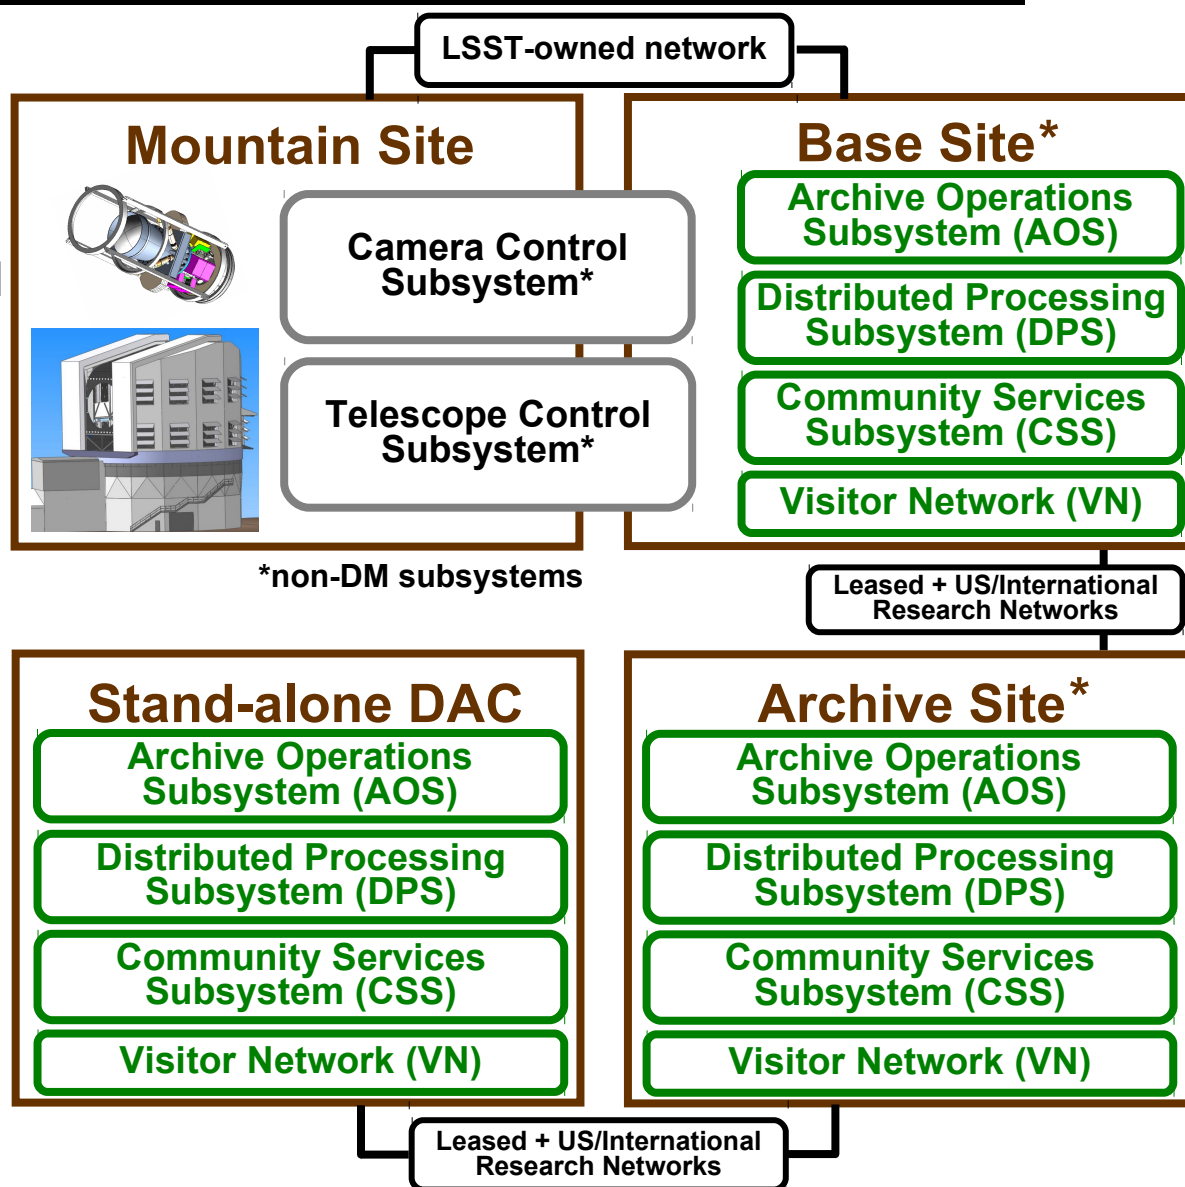 LSST-owned network
Mountain Site
Camera Control
Subsystem*
Telescope Control
Subsystem*
Base Site*
Archive Operations
Subsystem (AOS)
Distributed Processing
Subsystem (DPS)
Community Services
Subsystem (CSS)
Visitor Network (VN)
*non-DM subsystems
Leased + US/International
Research Networks
Stand-alone DAC
Archive Operations
Subsystem (AOS)
Distributed Processing
Subsystem (DPS)
Community Services
Subsystem (CSS)
Visitor Network (VN)
Archive Site*
Archive Operations
Subsystem (AOS)
Distributed Processing
Subsystem (DPS)
Community Services
Subsystem (CSS)
Visitor Network (VN)
Leased + US/International
Research Networks